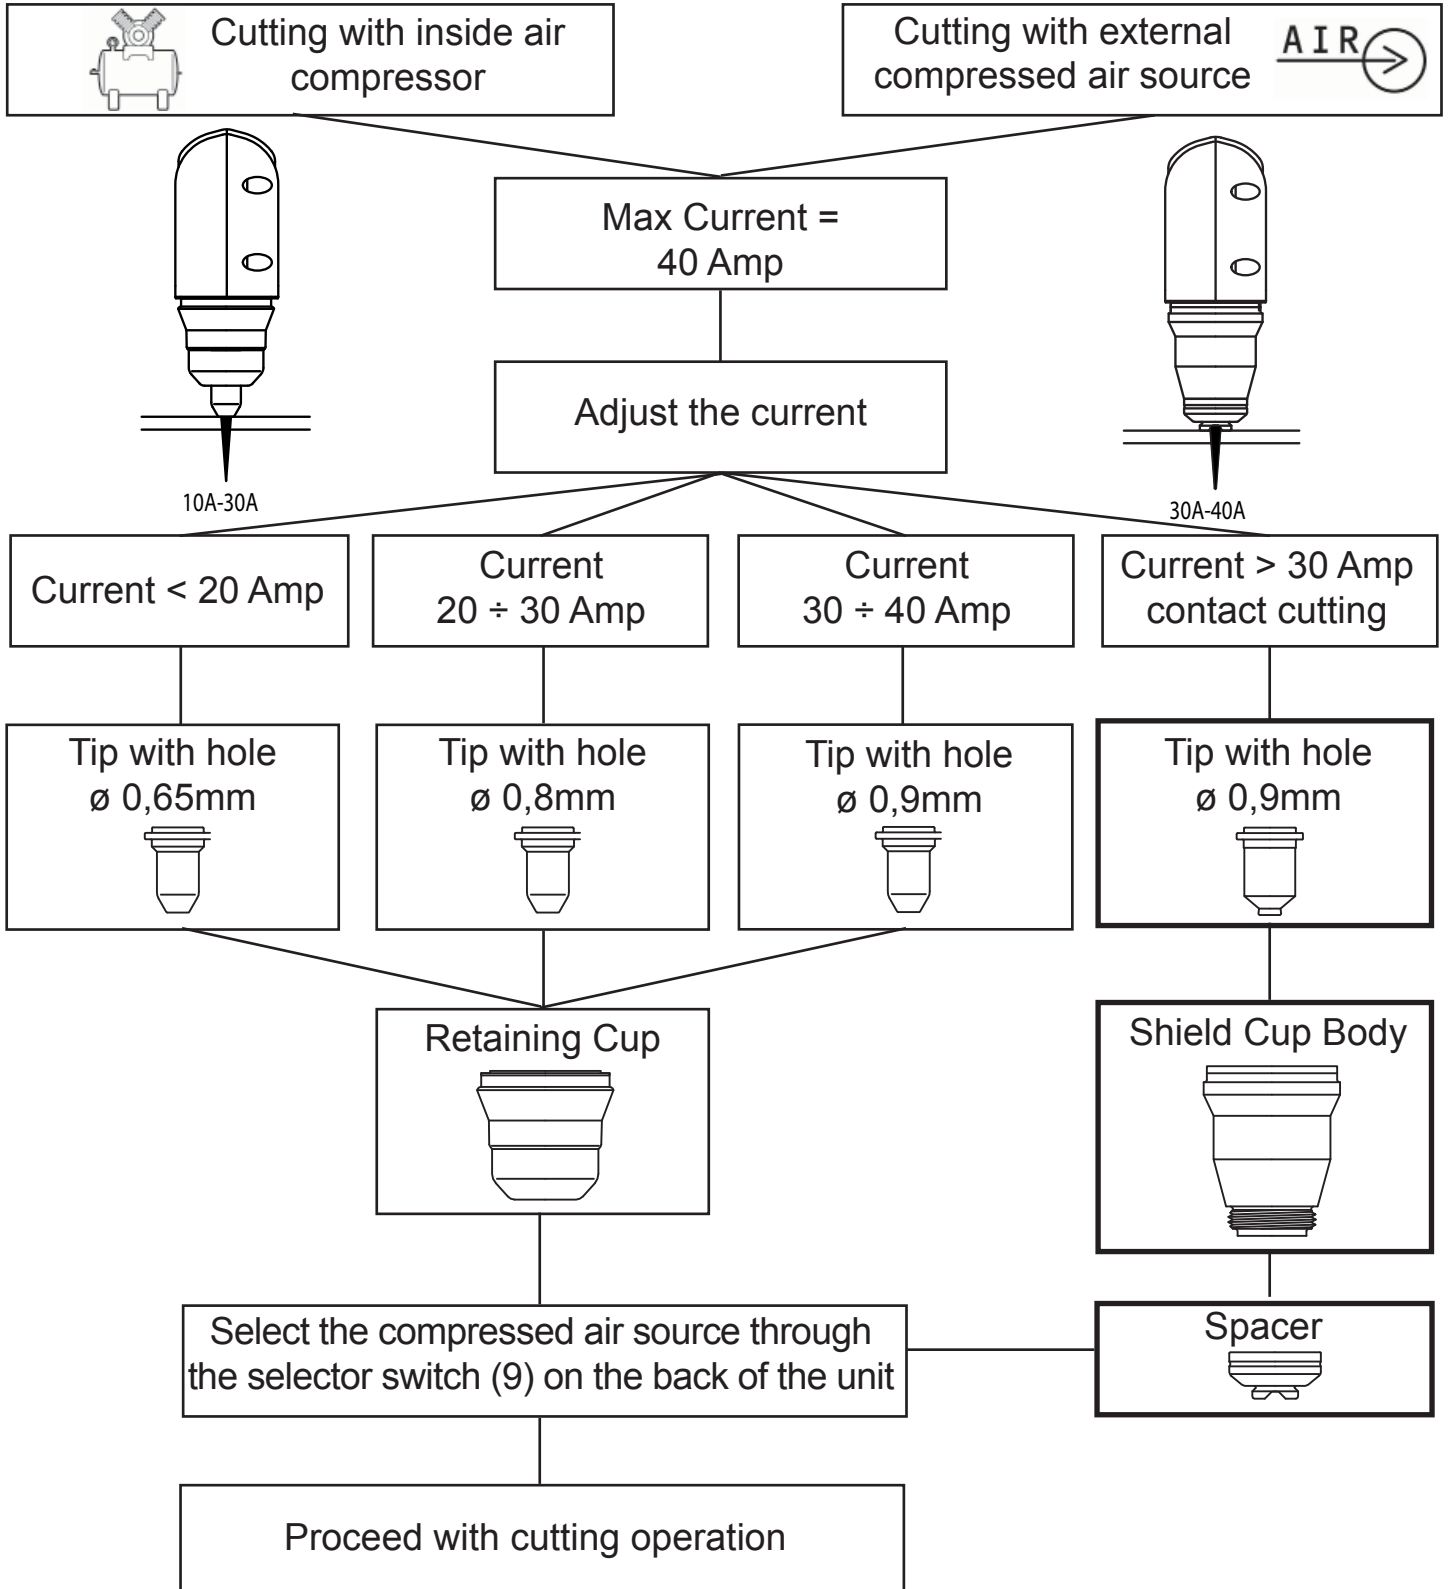 Cutting with inside air
compressor
Cutting with external
compressed air source
AIR
Max Current =
40 Amp
Adjust the current
10A-30A
30A-40A
Current < 20 Amp
Current
20 ÷ 30 Amp
Current
30 ÷ 40 Amp
Current > 30 Amp
contact cutting
Tip with hole
ø 0,65mm
Tip with hole
ø 0,8mm
Tip with hole
ø 0,9mm
Tip with hole
ø 0,9mm
Retaining Cup
Shield Cup Body
Select the compressed air source through
the selector switch (9) on the back of the unit
Spacer
Proceed with cutting operation